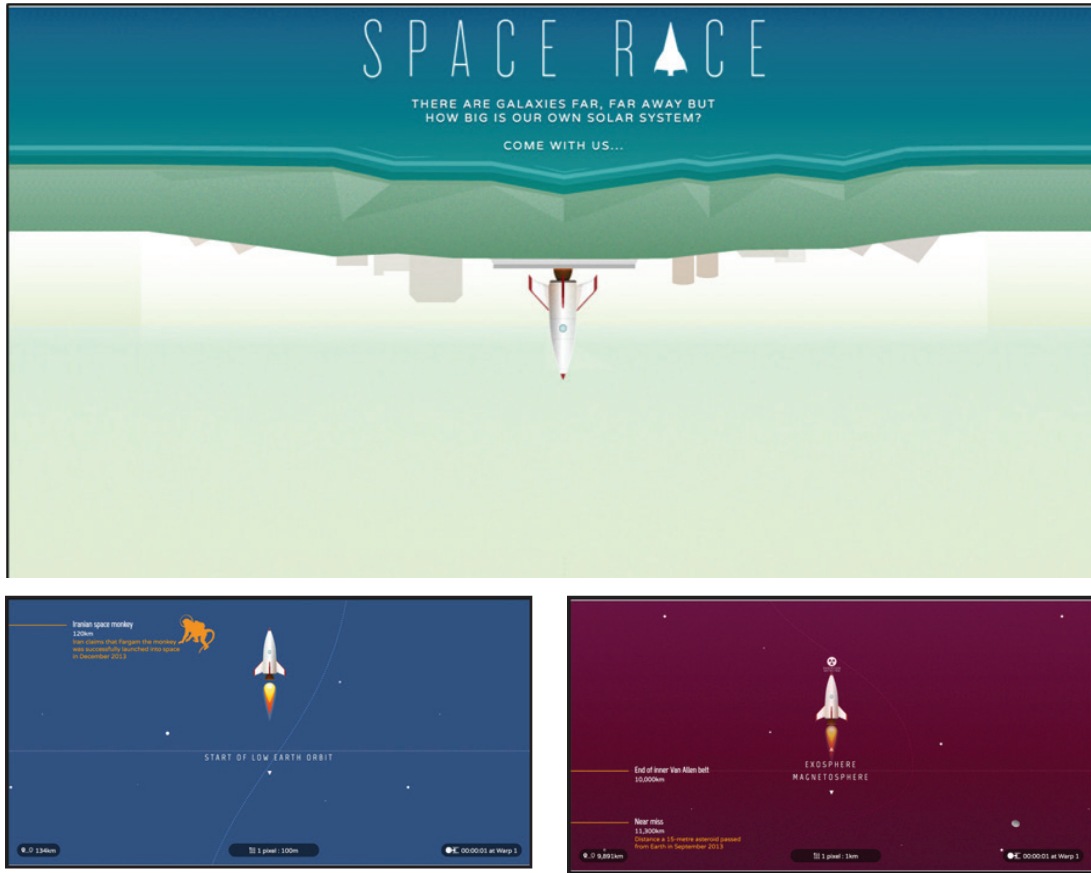 SPACE RACE
THERE ARE GALAXIES FAR, FAR AWAY BUT
HOW BIG IS OUR OWN SOLAR SYSTEM?
COME WITH US...
Iranian space monkey
120km
Iran claims that Fargam the monkey
was successfully launched into space
in December 2013
START OF LOW EARTH ORBIT
134km
1 pixel : 100m
00:00:01 at Warp 1
EXOSPHERE
MAGNETOSPHERE
End of inner Van Allen belt
10,000km
Near miss
11,300km
Distance a 15-metre asteroid passed
from Earth in September 2013
9,891km
1 pixel : 1km
00:00:01 at Warp 1